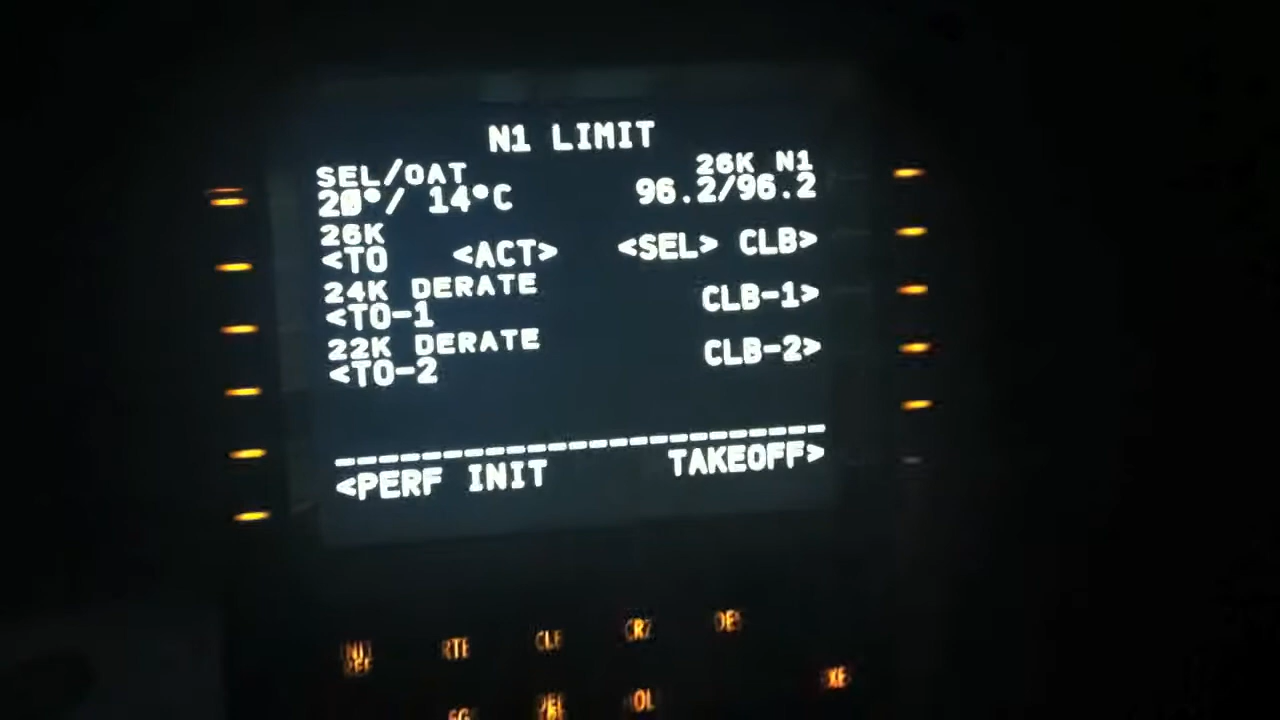 N1 LIMIT
SEL/OAT 26K N1
20°/ 14°C 96.2/96.2
26K
<TO <ACT> <SEL> CLB>
24K DERATE
<TO-1 CLB-1>
22K DERATE
<TO-2 CLB-2>
<PERF INIT TAKEOFF>
RTE CLB CRZ DES